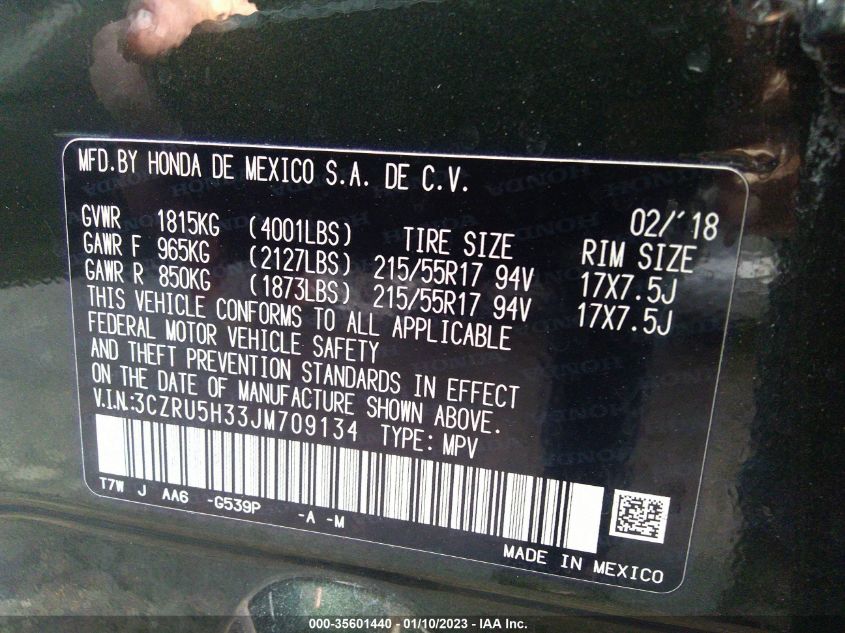 MFD.BY HONDA DE MEXICO S.A. DE C.V.
02/'18
GVWR 1815KG (4001LBS) TIRE SIZE RIM SIZE
GAWR F 965KG (2127LBS) 215/55R17 94V 17X7.5J
GAWR R 850KG (1873LBS) 215/55R17 94V 17X7.5J
THIS VEHICLE CONFORMS TO ALL APPLICABLE
FEDERAL MOTOR VEHICLE SAFETY
AND THEFT PREVENTION STANDARDS IN EFFECT
ON THE DATE OF MANUFACTURE SHOWN ABOVE.
V.I.N:3CZRU5H33JM709134 TYPE: MPV
T7W J AA6 -G539P -A -M
MADE IN MEXICO
000-35601440 - 01/10/2023 - IAA Inc.